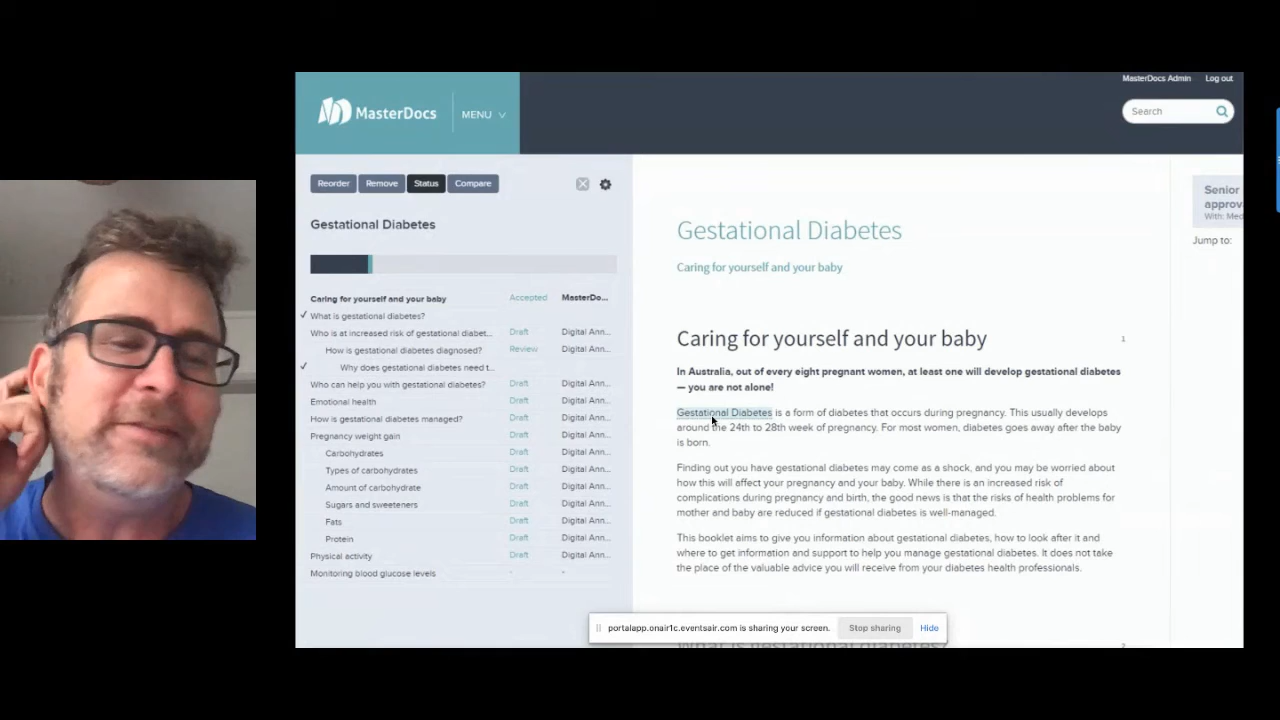 MasterDocs Admin Log out
MasterDocs MENU
Search
Reorder Remove Status Compare
Gestational Diabetes
Caring for yourself and your baby Accepted MasterDo...
What is gestational diabetes?
Who is at increased risk of gestational diabet... Draft Digital Ann...
How is gestational diabetes diagnosed? Review Digital Ann...
Why does gestational diabetes need t...
Who can help you with gestational diabetes? Draft Digital Ann...
Emotional health Draft Digital Ann...
How is gestational diabetes managed? Draft Digital Ann...
Pregnancy weight gain Draft Digital Ann...
Carbohydrates Draft Digital Ann...
Types of carbohydrates Draft Digital Ann...
Amount of carbohydrate Draft Digital Ann...
Sugars and sweeteners Draft Digital Ann...
Fats Draft Digital Ann...
Protein Draft Digital Ann...
Physical activity Draft Digital Ann...
Monitoring blood glucose levels - -
Gestational Diabetes
Caring for yourself and your baby
Caring for yourself and your baby 1
In Australia, out of every eight pregnant women, at least one will develop gestational diabetes
— you are not alone!
Gestational Diabetes is a form of diabetes that occurs during pregnancy. This usually develops
around the 24th to 28th week of pregnancy. For most women, diabetes goes away after the baby
is born.
Finding out you have gestational diabetes may come as a shock, and you may be worried about
how this will affect your pregnancy and your baby. While there is an increased risk of
complications during pregnancy and birth, the good news is that the risks of health problems for
mother and baby are reduced if gestational diabetes is well-managed.
This booklet aims to give you information about gestational diabetes, how to look after it and
where to get information and support to help you manage gestational diabetes. It does not take
the place of the valuable advice you will receive from your diabetes health professionals.
What is gestational diabetes? 2
Senior
approv
With: Med
Jump to:
portalapp.onair1c.eventsair.com is sharing your screen. Stop sharing Hide